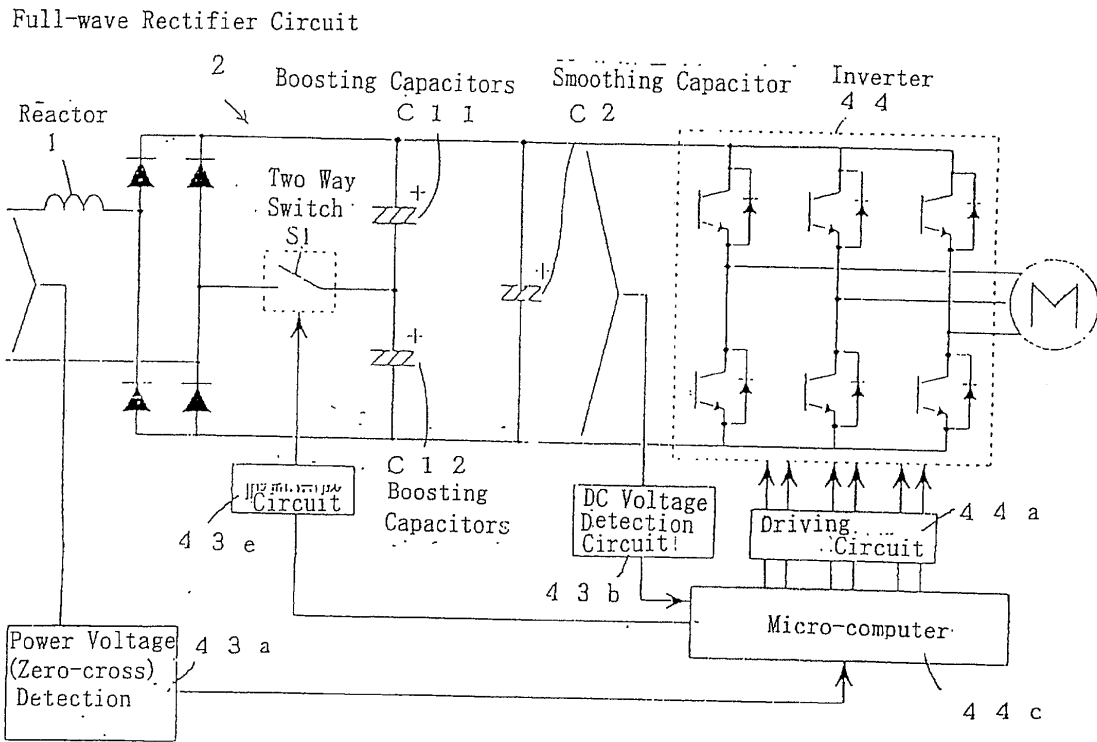 Full-wave Rectifier Circuit
2
Boosting Capacitors
C 1 1
Smoothing Capacitor
C 2
Inverter
4 4
Reactor
1
Two Way
Switch
S1
M
C 1 2
Boosting
Capacitors
Circuit
4 3 e
DC Voltage
Detection
Circuit
4 3 b
Driving
Circuit
4 4 a
Micro-computer
4 4 c
Power Voltage
(Zero-cross)
Detection
4 3 a